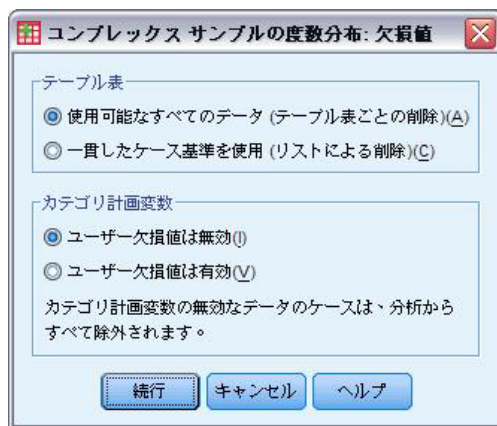 コンプレックス サンプルの度数分布: 欠損値
テーブル表
使用可能なすべてのデータ (テーブル表ごとの削除)(A)
一貫したケース基準を使用 (リストによる削除)(C)
カテゴリ計画変数
ユーザー欠損値は無効(I)
ユーザー欠損値は有効(V)
カテゴリ計画変数の無効なデータのケースは、分析から
すべて除外されます。
続行 キャンセル ヘルプ